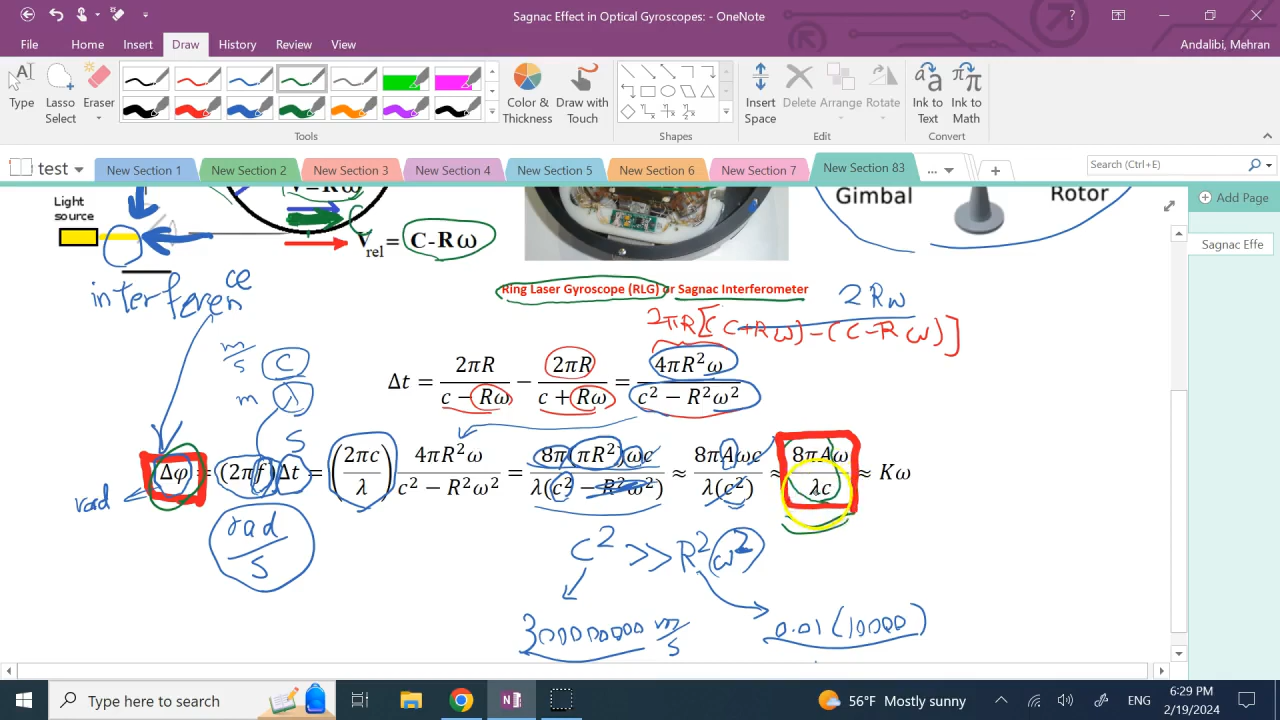 Sagnac Effect in Optical Gyroscopes: - OneNote
Andalibi, Mehran
File Home Insert Draw History Review View
Type
Lasso Select
Eraser
Color & Thickness
Draw with Touch
Insert Space
Delete Arrange Rotate
Ink to Text
Ink to Math
Tools Shapes Edit Convert
test New Section 1 New Section 2 New Section 3 New Section 4 New Section 5 New Section 6 New Section 7 New Section 83 ... Search (Ctrl+E)
Add Page
Sagnac Effe
Light source
V=Rω
V_rel = C-Rω
Gimbal Rotor
interference
Ring Laser Gyroscope (RLG) or Sagnac Interferometer
2Rω
2πR[(C+Rω)-(C-Rω)]
m/s C
m λ
S
Δt = 2πR/(c − Rω) − 2πR/(c + Rω) = 4πR²ω/(c² − R²ω²)
Δφ = (2πf)Δt = (2πc/λ) 4πR²ω/(c² − R²ω²) = 8π(πR²)ωc/(λ(c² − R²ω²)) ≈ 8πAωc/(λ(c²)) ≈ 8πAω/(λc) ≈ Kω
rad
rad/s
C² >> R²ω²
300000000 m/s
0.01(10000)
Type here to search
56°F Mostly sunny
ENG
6:29 PM
2/19/2024